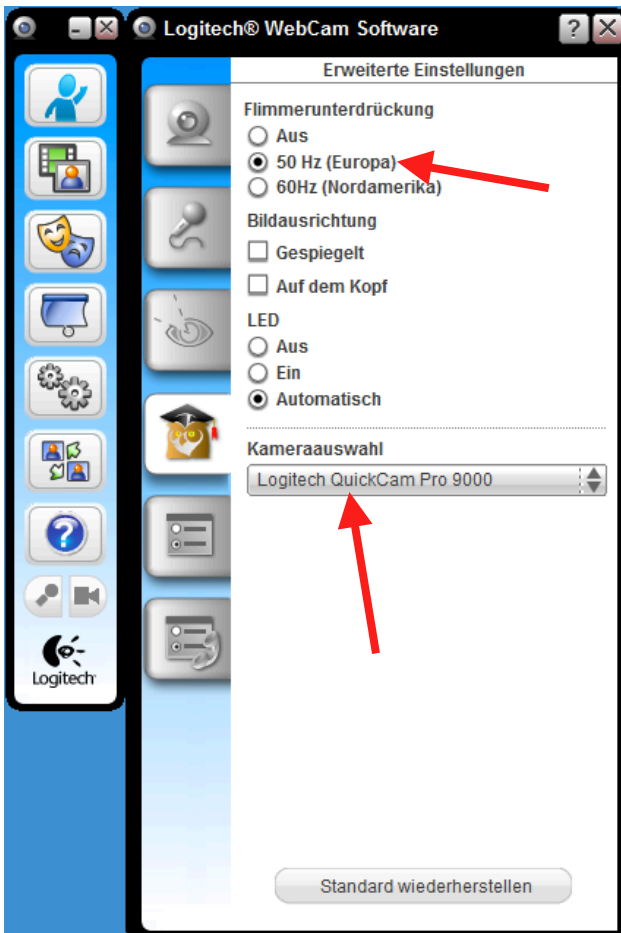 Logitech® WebCam Software
Erweiterte Einstellungen
Flimmerunterdrückung
Aus
50 Hz (Europa)
60Hz (Nordamerika)
Bildausrichtung
Gespiegelt
Auf dem Kopf
LED
Aus
Ein
Automatisch
Kameraauswahl
Logitech QuickCam Pro 9000
Standard wiederherstellen
Logitech